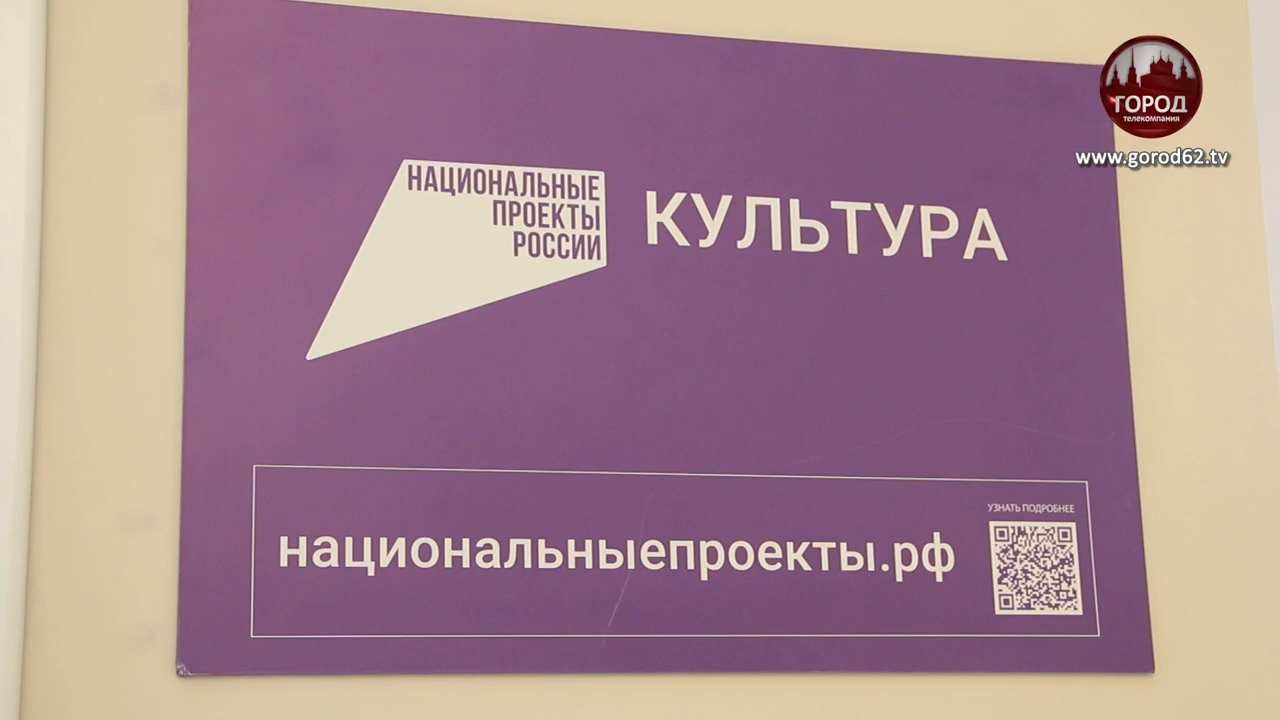 ГОРОД
телекомпания
www.gorod62.tv
НАЦИОНАЛЬНЫЕ
ПРОЕКТЫ
РОССИИ
КУЛЬТУРА
УЗНАТЬ ПОДРОБНЕЕ
национальныепроекты.рф